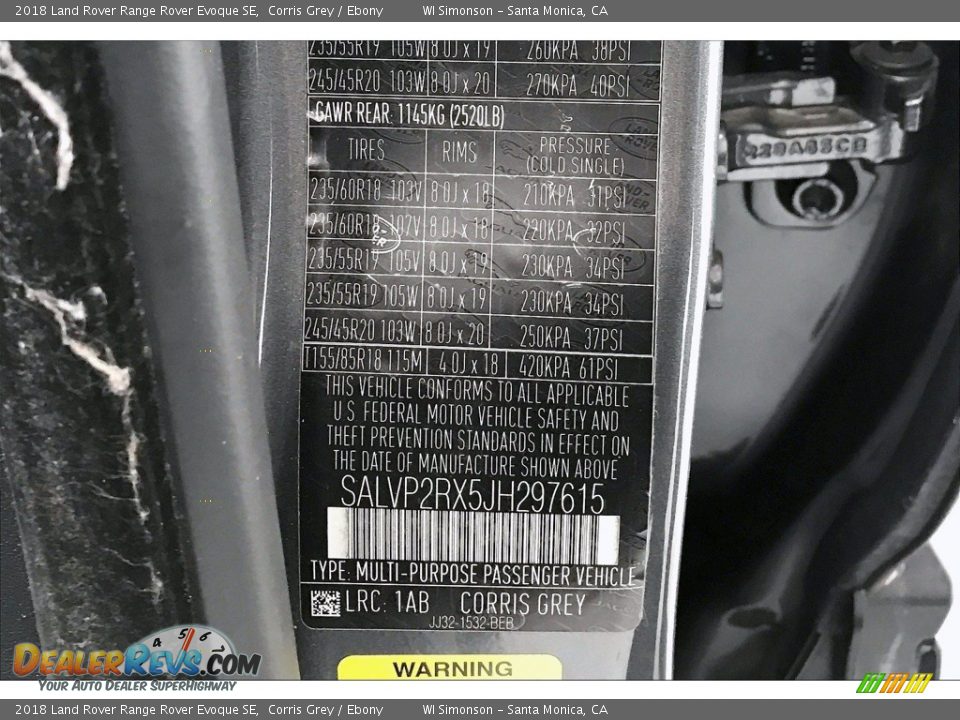 2018 Land Rover Range Rover Evoque SE, Corris Grey / Ebony WI Simonson - Santa Monica, CA
235/55R19 105W 8.0J x 19 260KPA 38PSI
245/45R20 103W 8.0J x 20 270KPA 40PSI
GAWR REAR: 1145KG (2520LB)
TIRES RIMS PRESSURE
(COLD SINGLE)
235/60R18 103V 8.0J x 18 210KPA 31PSI
235/60R18 107V 8.0J x 18 220KPA 32PSI
235/55R19 105V 8.0J x 19 230KPA 34PSI
235/55R19 105W 8.0J x 19 230KPA 34PSI
245/45R20 103W 8.0J x 20 250KPA 37PSI
T155/85R18 115M 4.0J x 18 420KPA 61PSI
THIS VEHICLE CONFORMS TO ALL APPLICABLE
U.S. FEDERAL MOTOR VEHICLE SAFETY AND
THEFT PREVENTION STANDARDS IN EFFECT ON
THE DATE OF MANUFACTURE SHOWN ABOVE
SALVP2RX5JH297615
TYPE: MULTI-PURPOSE PASSENGER VEHICLE
LRC: 1AB CORRIS GREY
JJ32-1532-BEB
WARNING
4 5 6
DealerRevs.com
Your Auto Dealer SuperHighway
2018 Land Rover Range Rover Evoque SE, Corris Grey / Ebony WI Simonson - Santa Monica, CA